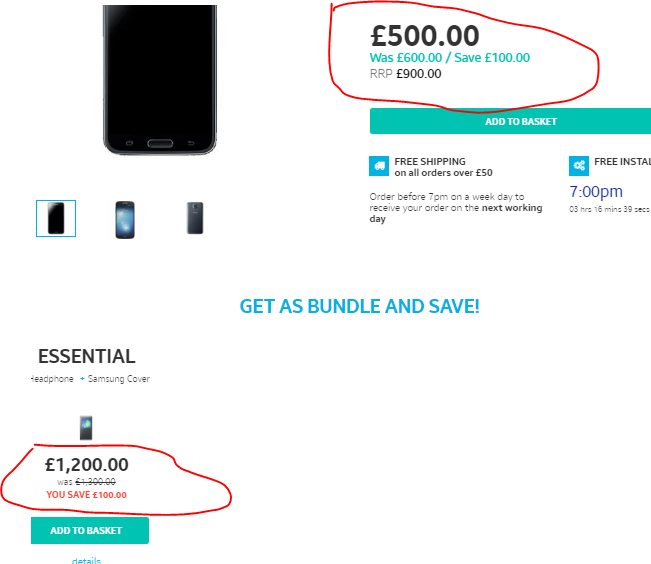 £500.00
Was £600.00 / Save £100.00
RRP £900.00
ADD TO BASKET
FREE SHIPPING
on all orders over £50
Order before 7pm on a week day to
receive your order on the next working
day
FREE INSTAL
7:00pm
03 hrs 16 mins 39 secs
GET AS BUNDLE AND SAVE!
ESSENTIAL
Headphone + Samsung Cover
£1,200.00
was £1,300.00
YOU SAVE £100.00
ADD TO BASKET
details